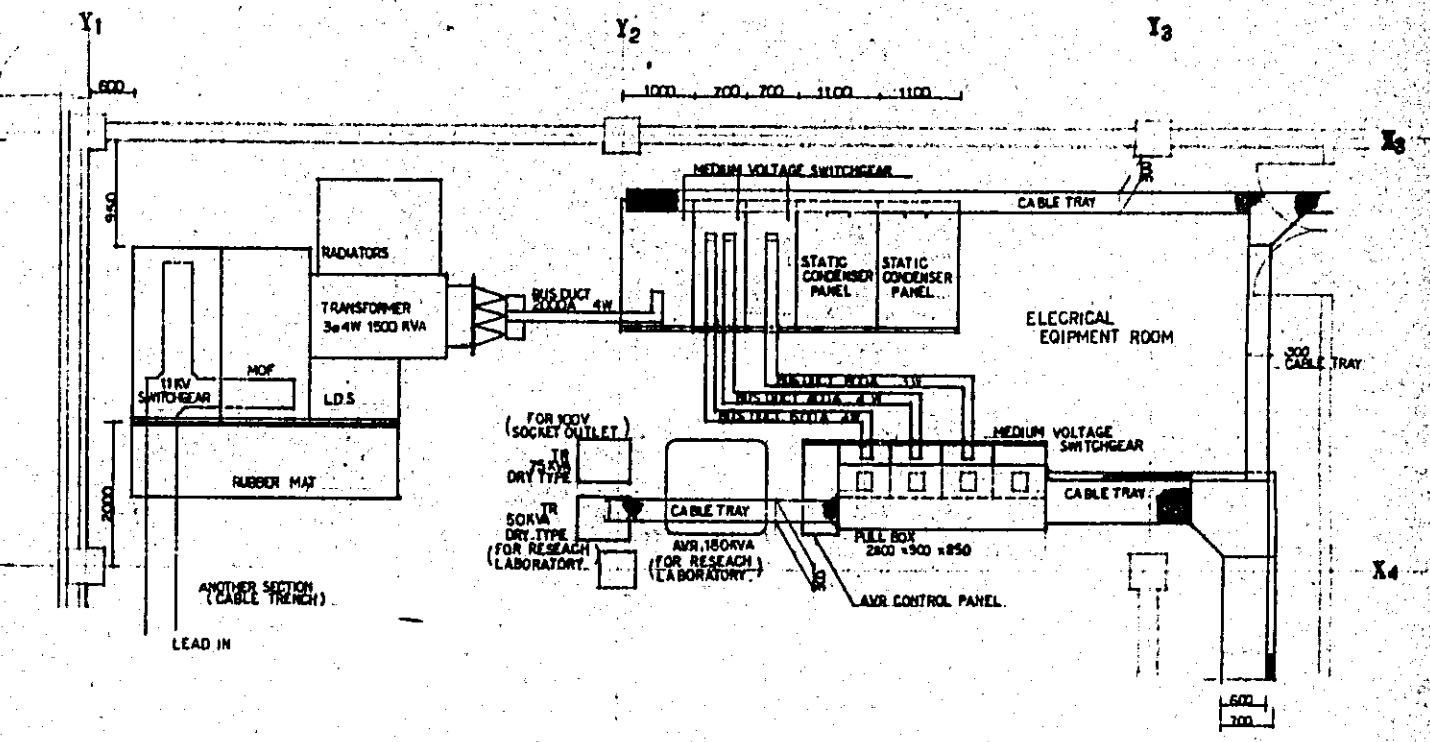 Y1
Y2
Y3
600
1000
700
700
1100
1100
X3
MEDIUM VOLTAGE SWITCHGEAR
300
CABLE TRAY
950
RADIATORS
STATIC
CONDENSER
PANEL
STATIC
CONDENSER
PANEL
BUS DUCT
2000A 4W
TRANSFORMER
3ø4W 1500 KVA
ELECRICAL
EQIPMENT ROOM
300
CABLE TRAY
MOF
11KV
SWITCHGEAR
L.D.S
BUS DUCT 800A 3W
BUS DUCT 400A 4W
BUS DUCT 600A 4W
(FOR 100V
SOCKET OUTLET)
MEDIUM VOLTAGE
SWITCHGEAR
TR
75KVA
DRY TYPE
RUBBER MAT
2000
CABLE TRAY
CABLE TRAY
TR
50KVA
DRY TYPE
(FOR RESEACH
LABORATORY)
AVR.150KVA
(FOR RESEACH
LABORATORY)
PULL BOX
2800 x 900 x 850
X4
ANOTHER SECTION
(CABLE TRENCH)
AVR CONTROL PANEL
LEAD IN
600
700